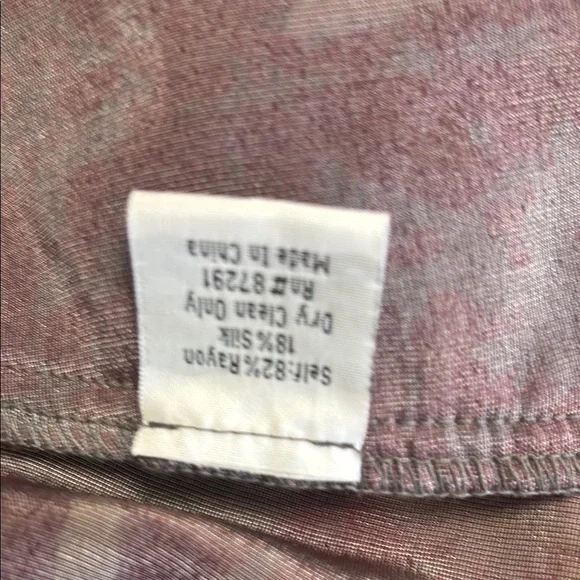 Self:82% Rayon
18% Silk
Dry Clean Only
Rn# 87291
Made In China